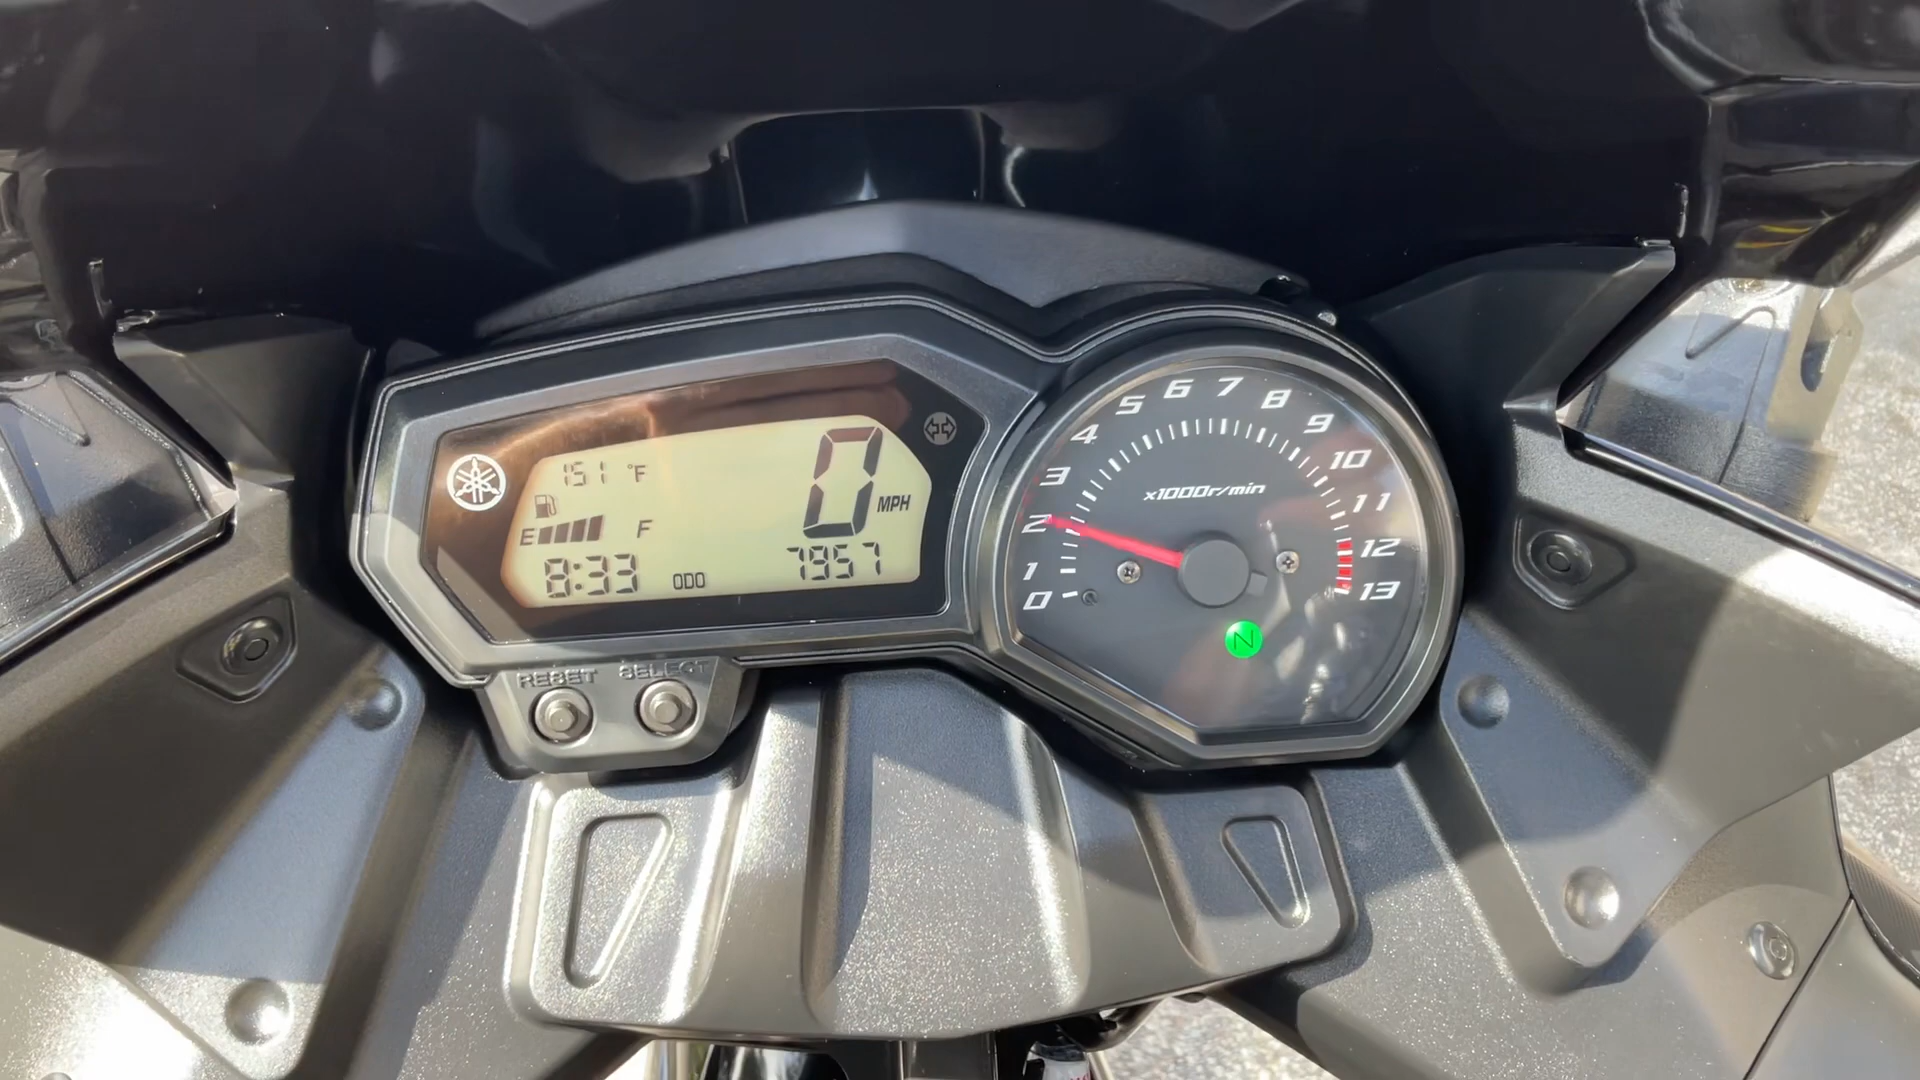 151 °F
0 MPH
E F
8:33 ODO 7957
RESET SELECT
0 1 2 3 4 5 6 7 8 9 10 11 12 13
x1000r/min
N